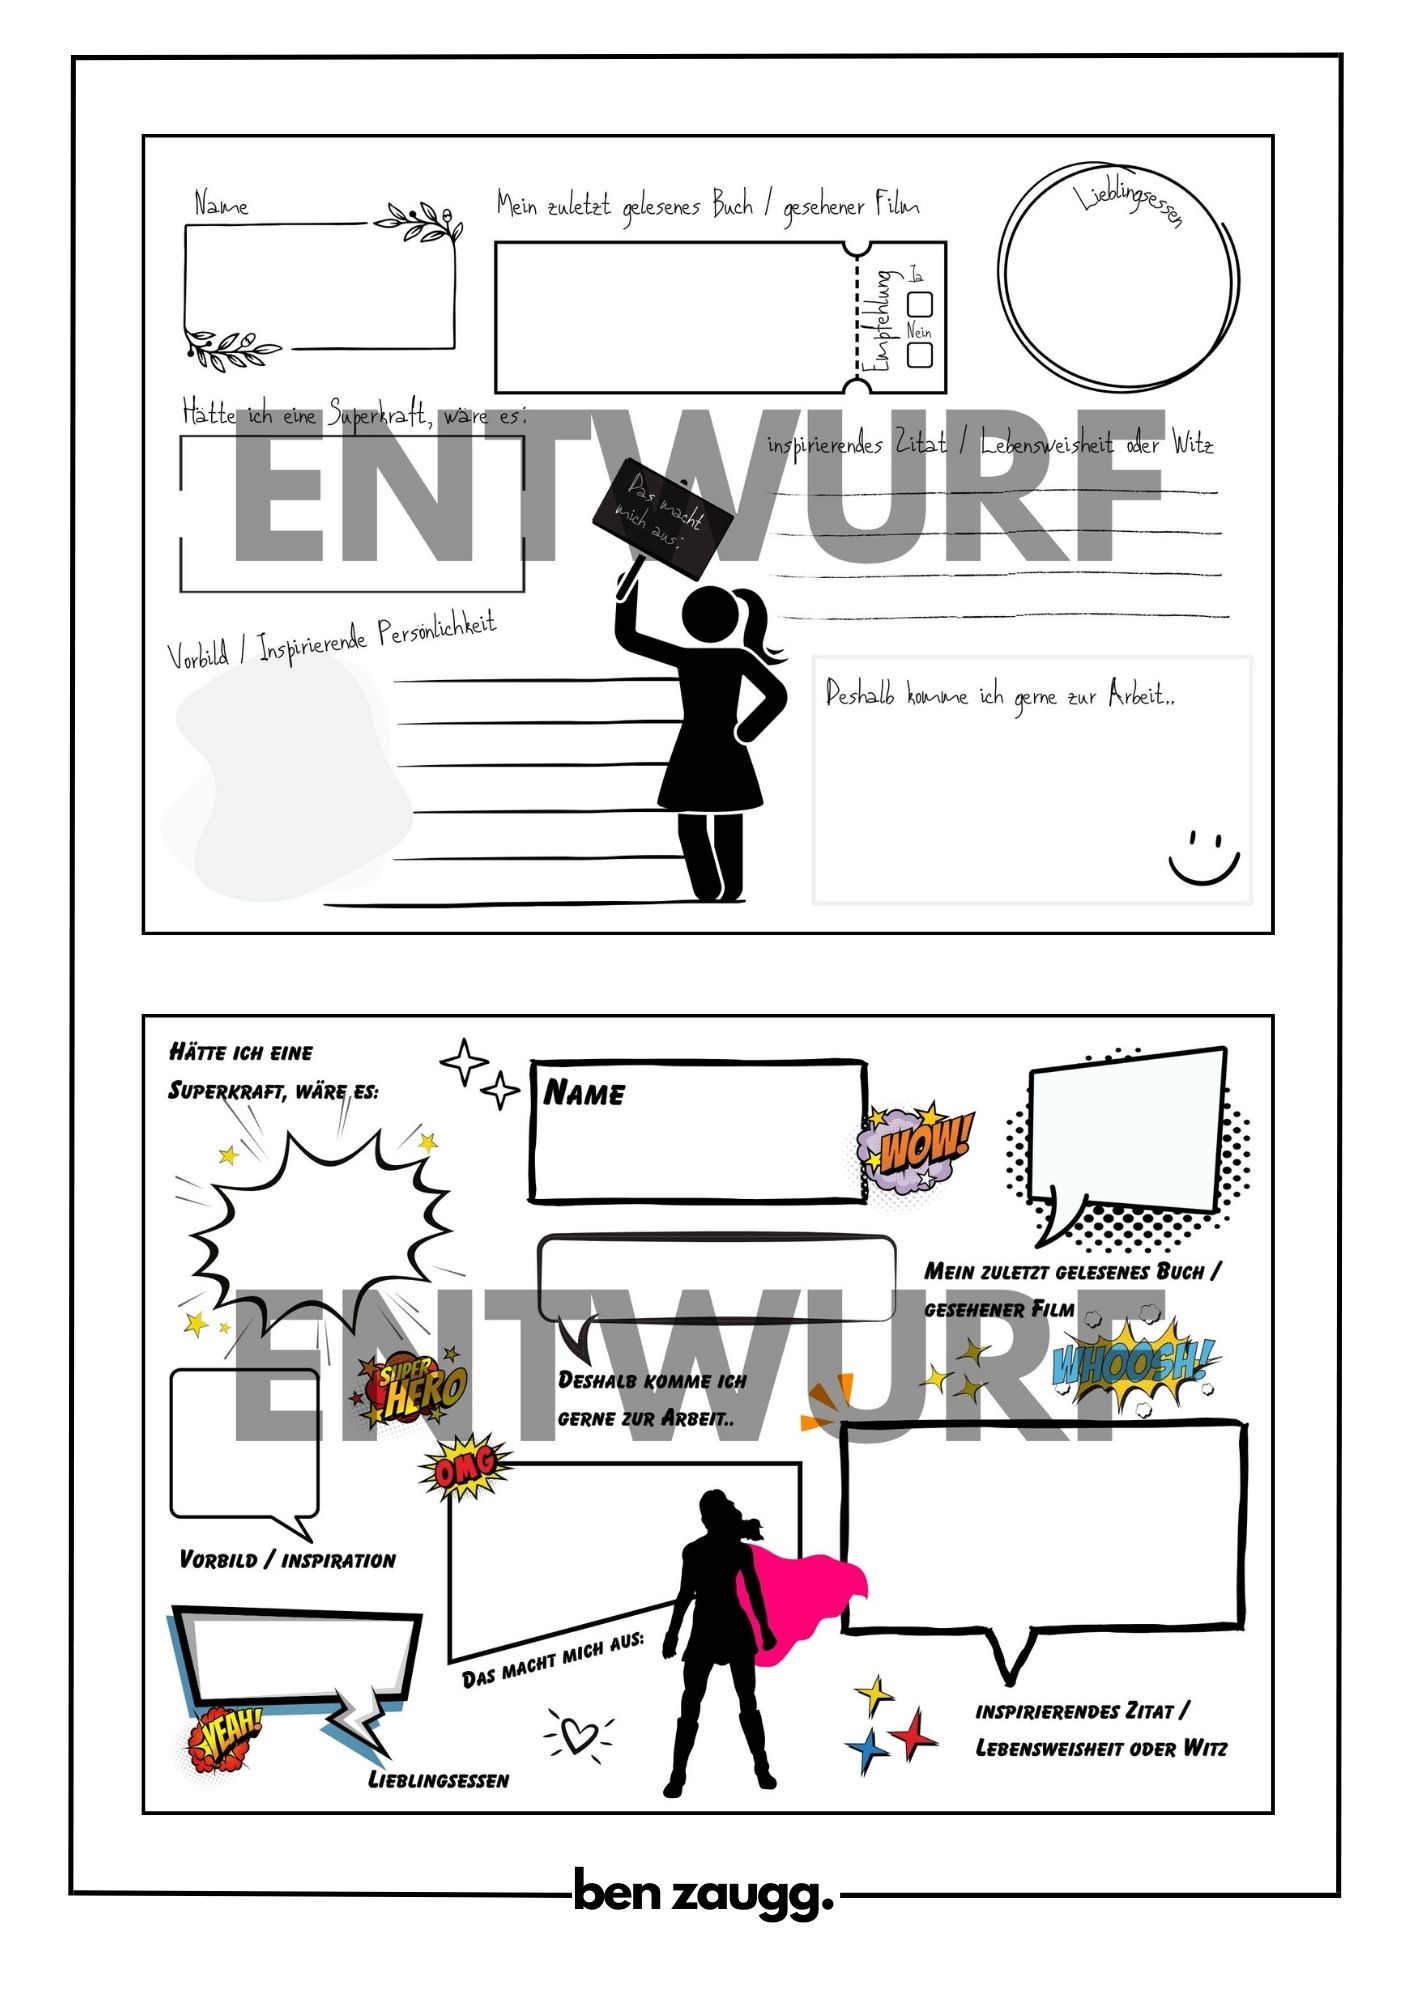 Name
Mein zuletzt gelesenes Buch / gesehener Film
Lieblingsessen
Empfehlung
Ja
Nein
Hätte ich eine Superkraft, wäre es:
ENTWURF
inspirierendes Zitat / Lebensweisheit oder Witz
Das macht
mich aus:
Vorbild / Inspirierende Persönlichkeit
Deshalb komme ich gerne zur Arbeit..
Hätte ich eine
Superkraft, wäre es:
Name
WOW!
Mein zuletzt gelesenes Buch /
gesehener Film
ENTWURF
WHOOSH!
SUPER
HERO
Deshalb komme ich
gerne zur Arbeit..
OMG
Vorbild / inspiration
Das macht mich aus:
YEAH!
Lieblingsessen
inspirierendes Zitat /
Lebensweisheit oder Witz
ben zaugg.